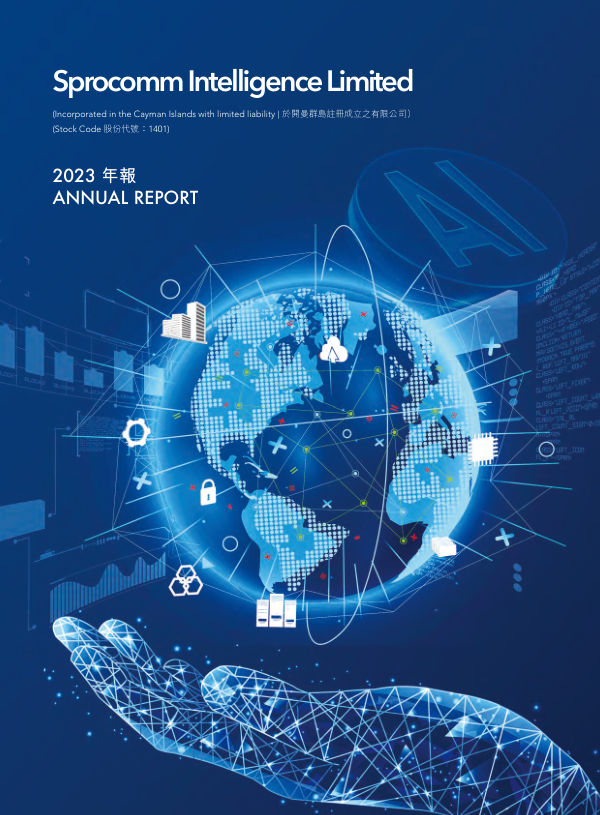 Sprocomm Intelligence Limited
(Incorporated in the Cayman Islands with limited liability | 於開曼群島註冊成立之有限公司)
(Stock Code 股份代號：1401)
2023 年報
ANNUAL REPORT
AI